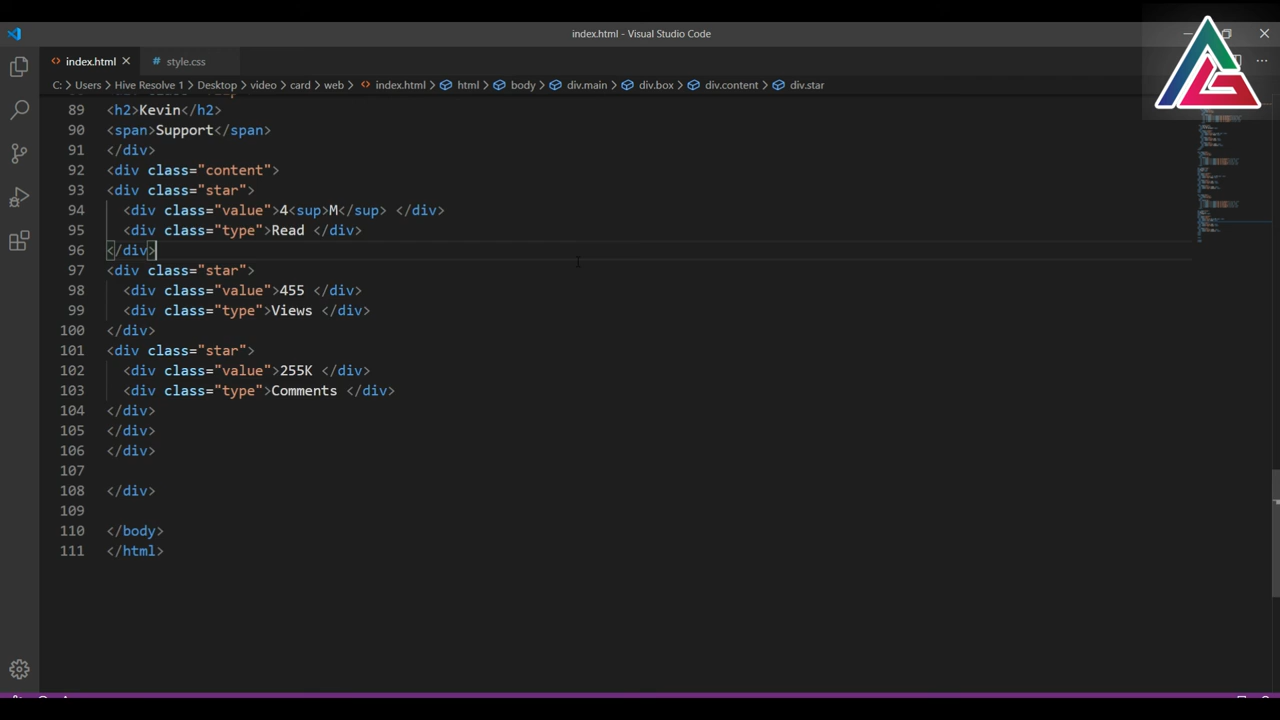 index.html - Visual Studio Code
index.html
# style.css
C: > Users > Hive Resolve 1 > Desktop > video > card > web > index.html > html > body > div.main > div.box > div.content > div.star
89 <h2>Kevin</h2>
90 <span>Support</span>
91 </div>
92 <div class="content">
93 <div class="star">
94 <div class="value">4<sup>M</sup> </div>
95 <div class="type">Read </div>
96 </div>
97 <div class="star">
98 <div class="value">455 </div>
99 <div class="type">Views </div>
100 </div>
101 <div class="star">
102 <div class="value">255K </div>
103 <div class="type">Comments </div>
104 </div>
105 </div>
106 </div>
107
108 </div>
109
110 </body>
111 </html>